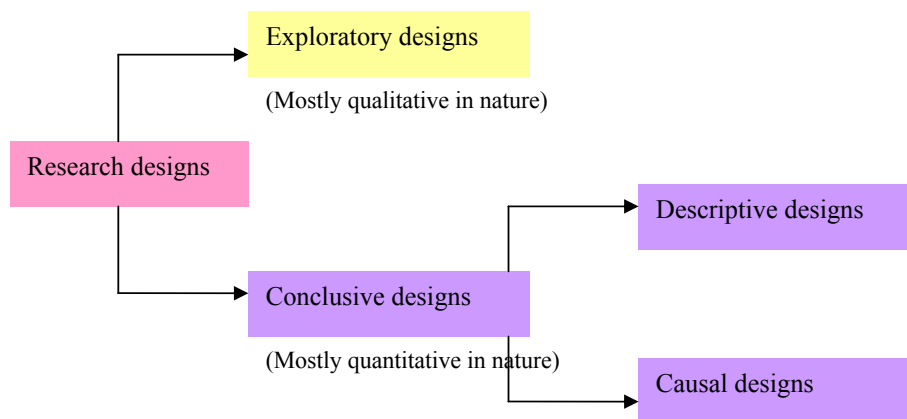 Exploratory designs
(Mostly qualitative in nature)
Research designs
Descriptive designs
Conclusive designs
(Mostly quantitative in nature)
Causal designs